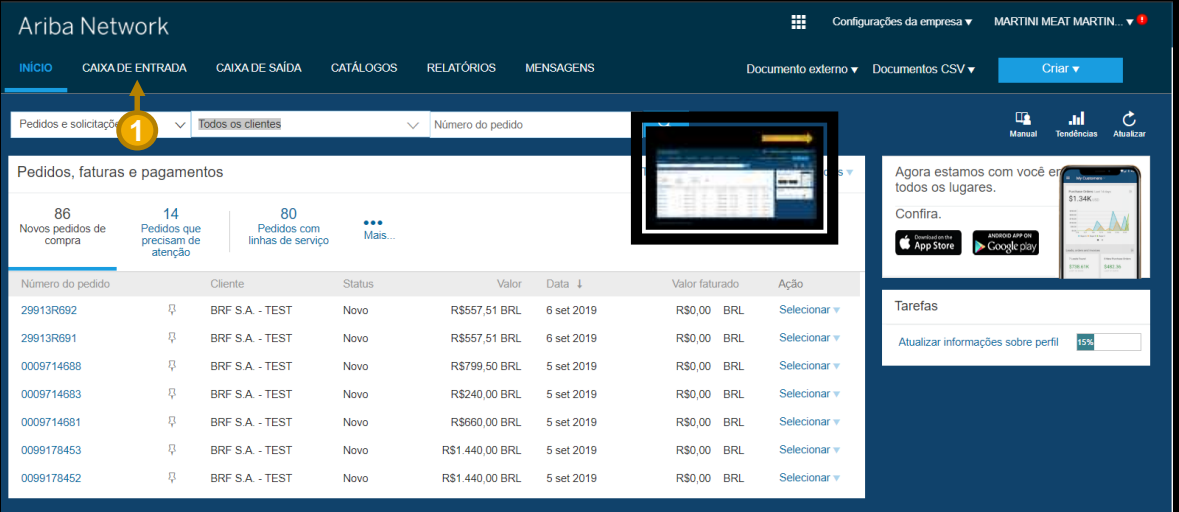 Ariba Network
Configurações da empresa ▾
MARTINI MEAT MARTIN... ▾ !
INÍCIO CAIXA DE ENTRADA CAIXA DE SAÍDA CATÁLOGOS RELATÓRIOS MENSAGENS
Documento externo ▾ Documentos CSV ▾ Criar ▾
Pedidos e solicitaçõe
Todos os clientes
Número do pedido
1
Manual Tendências Atualizar
Pedidos, faturas e pagamentos
86
Novos pedidos de
compra
14
Pedidos que
precisam de
atenção
80
Pedidos com
linhas de serviço
Mais...
Número do pedido Cliente Status Valor Data ↓ Valor faturado Ação
29913R692 BRF S.A. - TEST Novo R$557,51 BRL 6 set 2019 R$0,00 BRL Selecionar ▾
29913R691 BRF S.A. - TEST Novo R$557,51 BRL 6 set 2019 R$0,00 BRL Selecionar ▾
0009714688 BRF S.A. - TEST Novo R$799,50 BRL 5 set 2019 R$0,00 BRL Selecionar ▾
0009714683 BRF S.A. - TEST Novo R$240,00 BRL 5 set 2019 R$0,00 BRL Selecionar ▾
0009714681 BRF S.A. - TEST Novo R$660,00 BRL 5 set 2019 R$0,00 BRL Selecionar ▾
0099178453 BRF S.A. - TEST Novo R$1.440,00 BRL 5 set 2019 R$0,00 BRL Selecionar ▾
0099178452 BRF S.A. - TEST Novo R$1.440,00 BRL 5 set 2019 R$0,00 BRL Selecionar ▾
Agora estamos com você e
todos os lugares.
Confira.
Download on the
App Store
ANDROID APP ON
Google play
My Customers
$1.34K
Tarefas
Atualizar informações sobre perfil 15%